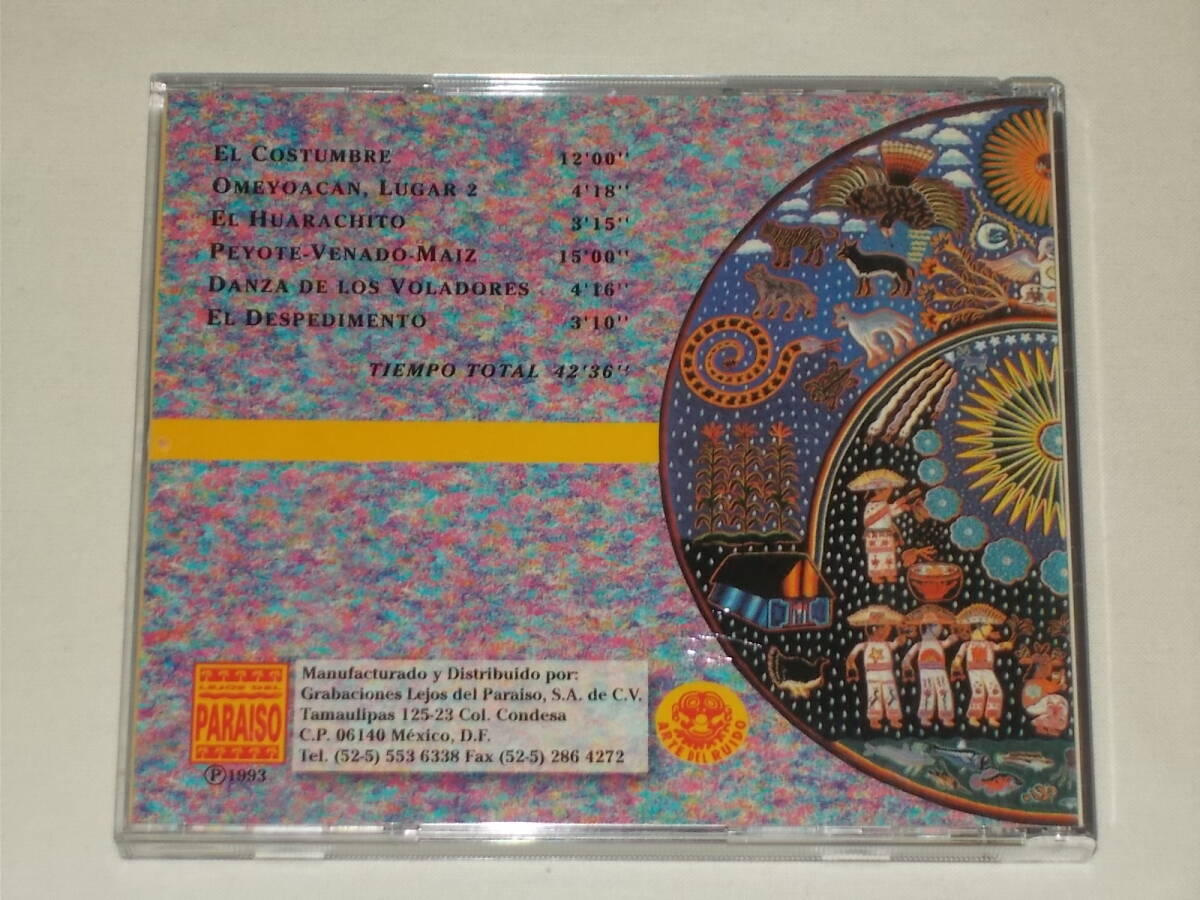 El Costumbre 12'00''
Omeyoacan, Lugar 2 4'18''
El Huarachito 3'15''
Peyote-Venado-Maiz 15'00''
Danza de los Voladores 4'16''
El Despedimento 3'10''
TIEMPO TOTAL 42'36''
LEJOS DEL
PARAISO
℗1993
Manufacturado y Distribuído por:
Grabaciones Lejos del Paraiso, S.A. de C.V.
Tamaulipas 125-23 Col. Condesa
C.P. 06140 México, D.F.
Tel. (52-5) 553 6338 Fax (52-5) 286 4272
ARTE DEL RUIDO